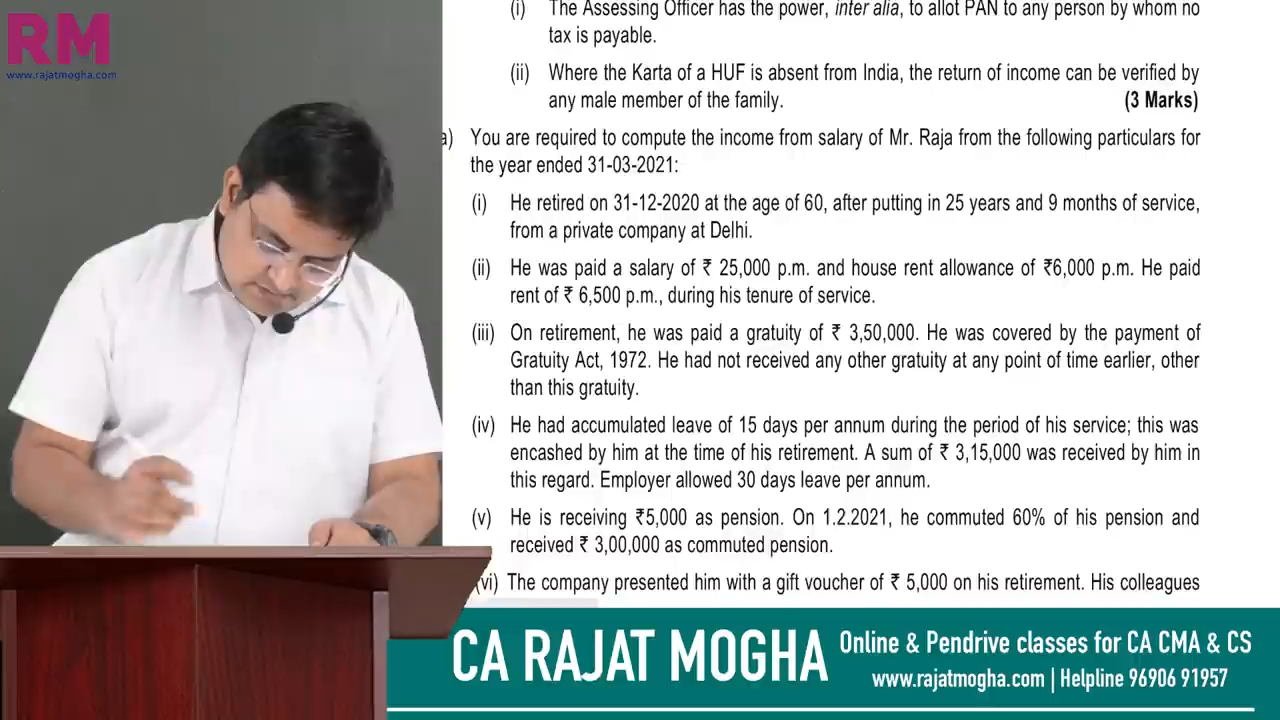 RM
www.rajatmogha.com
(i) The Assessing Officer has the power, inter alia, to allot PAN to any person by whom no
tax is payable.
(ii) Where the Karta of a HUF is absent from India, the return of income can be verified by
any male member of the family. (3 Marks)
a) You are required to compute the income from salary of Mr. Raja from the following particulars for
the year ended 31-03-2021:
(i) He retired on 31-12-2020 at the age of 60, after putting in 25 years and 9 months of service,
from a private company at Delhi.
(ii) He was paid a salary of ₹ 25,000 p.m. and house rent allowance of ₹6,000 p.m. He paid
rent of ₹ 6,500 p.m., during his tenure of service.
(iii) On retirement, he was paid a gratuity of ₹ 3,50,000. He was covered by the payment of
Gratuity Act, 1972. He had not received any other gratuity at any point of time earlier, other
than this gratuity.
(iv) He had accumulated leave of 15 days per annum during the period of his service; this was
encashed by him at the time of his retirement. A sum of ₹ 3,15,000 was received by him in
this regard. Employer allowed 30 days leave per annum.
(v) He is receiving ₹5,000 as pension. On 1.2.2021, he commuted 60% of his pension and
received ₹ 3,00,000 as commuted pension.
(vi) The company presented him with a gift voucher of ₹ 5,000 on his retirement. His colleagues
CA RAJAT MOGHA
Online & Pendrive classes for CA CMA & CS
www.rajatmogha.com | Helpline 96906 91957